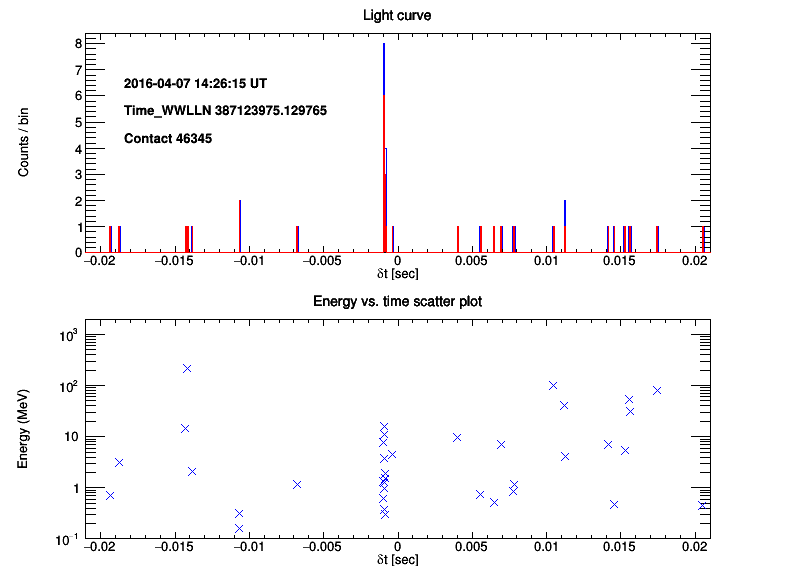 Light curve
Counts / bin
8
7
6
5
4
3
2
1
0
2016-04-07 14:26:15 UT
Time_WWLLN 387123975.129765
Contact 46345
−0.02 −0.015 −0.01 −0.005 0 0.005 0.01 0.015 0.02
δt [sec]
Energy vs. time scatter plot
Energy (MeV)
10³
10²
10
1
10⁻¹
−0.02 −0.015 −0.01 −0.005 0 0.005 0.01 0.015 0.02
δt [sec]